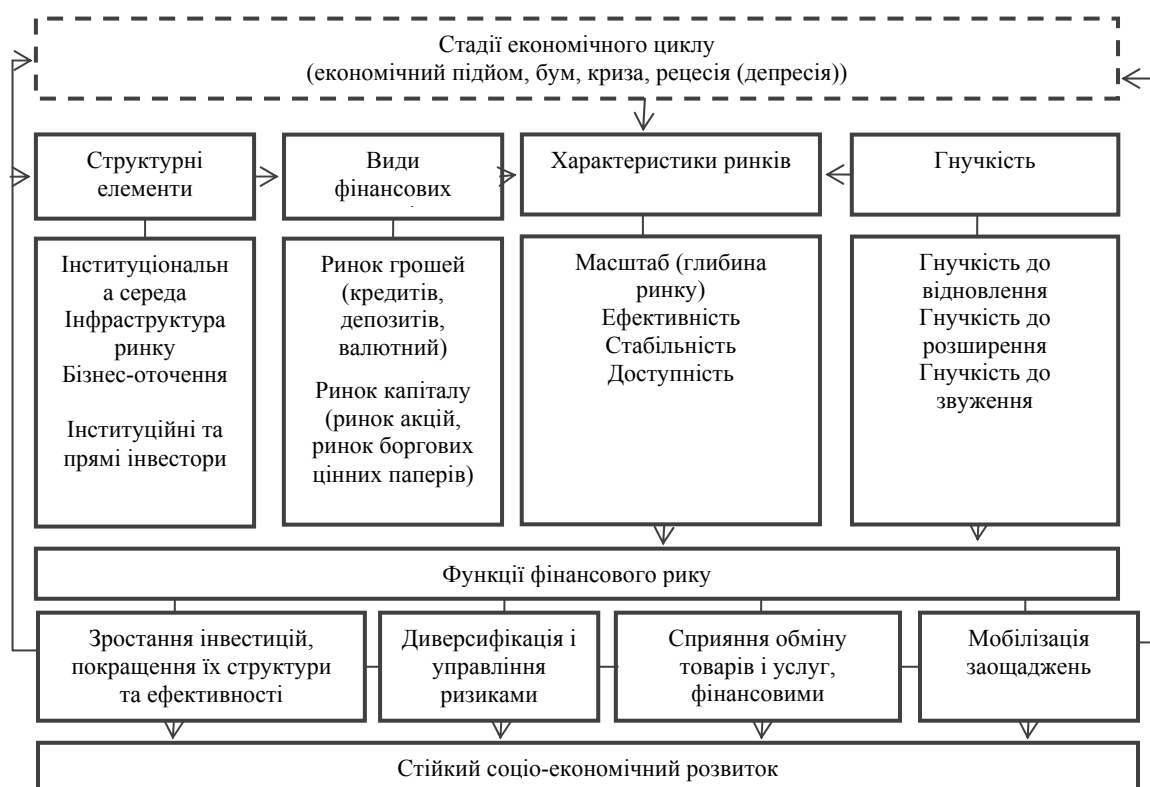 Стадії економічного циклу
(економічний підйом, бум, криза, рецесія (депресія))
Структурні
елементи
Види
фінансових
Характеристики ринків
Гнучкість
Інституціональн
а середа
Інфраструктура
ринку
Бізнес-оточення
Інституційні та
прямі інвестори
Ринок грошей
(кредитів,
депозитів,
валютний)
Ринок капіталу
(ринок акцій,
ринок боргових
цінних паперів)
Масштаб (глибина
ринку)
Ефективність
Стабільність
Доступність
Гнучкість до
відновлення
Гнучкість до
розширення
Гнучкість до
звуження
Функції фінансового рику
Зростання інвестицій,
покращення їх структури
та ефективності
Диверсифікація і
управління
ризиками
Сприяння обміну
товарів і услуг,
фінансовими
Мобілізація
заощаджень
Стійкий соціо-економічний розвиток